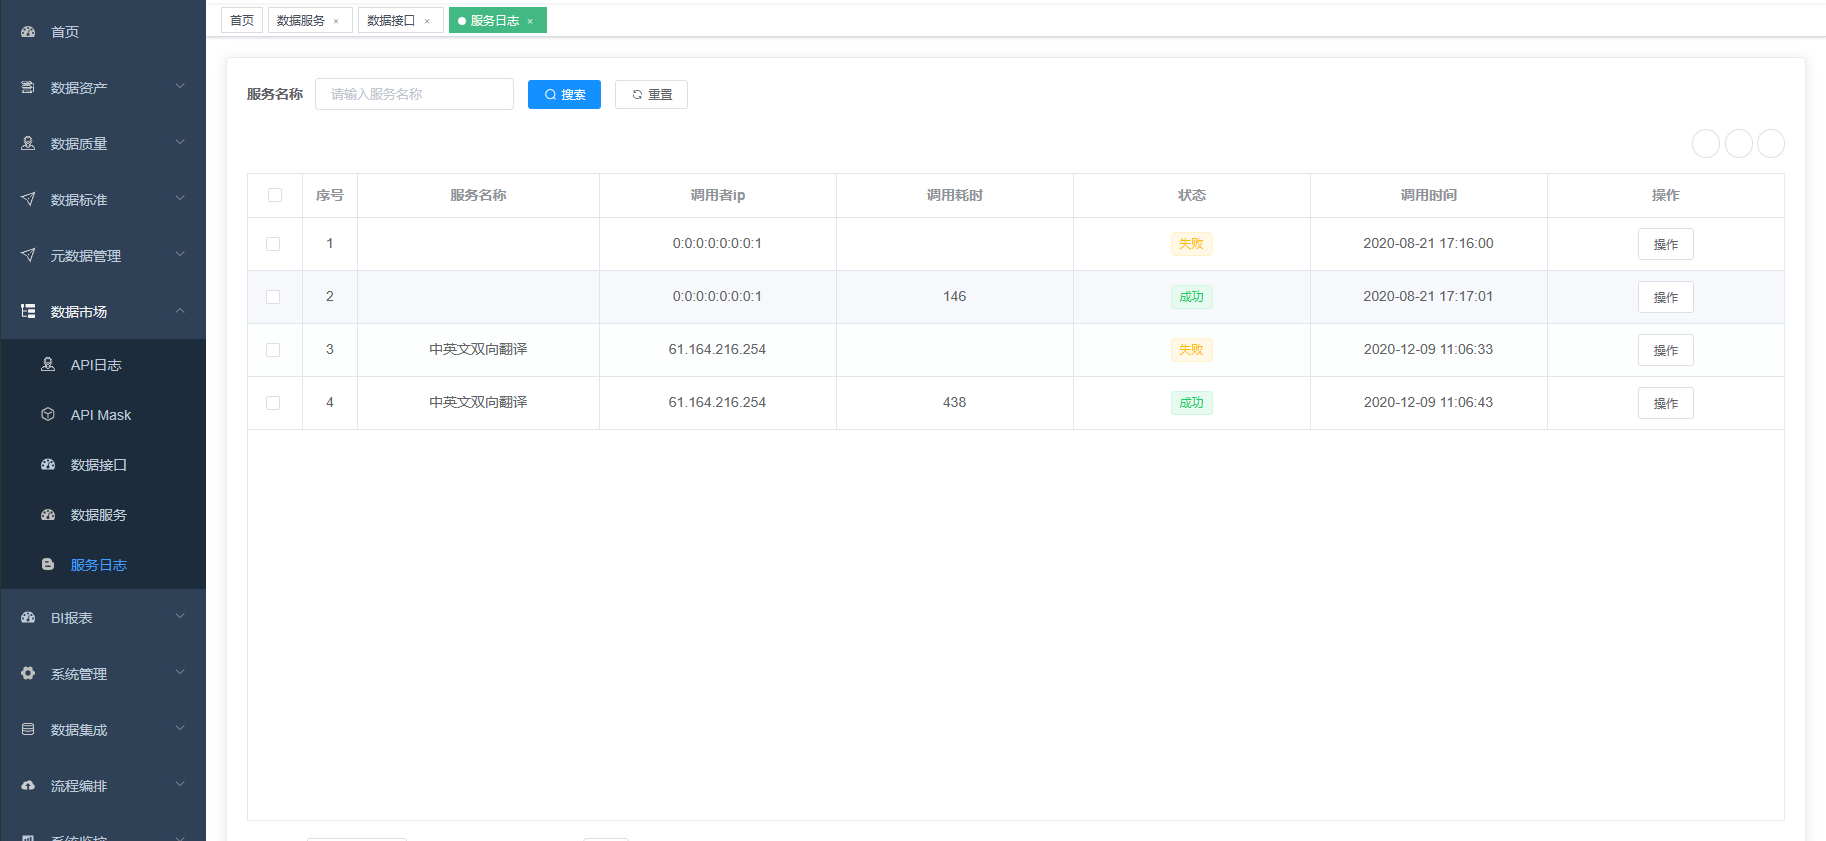 首页
数据资产
数据质量
数据标准
元数据管理
数据市场
API日志
API Mask
数据接口
数据服务
服务日志
BI报表
系统管理
数据集成
流程编排
系统监控
首页 数据服务 × 数据接口 × 服务日志 ×
服务名称 请输入服务名称 搜索 重置
序号 服务名称 调用者ip 调用耗时 状态 调用时间 操作
1 0:0:0:0:0:0:0:1 失败 2020-08-21 17:16:00 操作
2 0:0:0:0:0:0:0:1 146 成功 2020-08-21 17:17:01 操作
3 中英文双向翻译 61.164.216.254 失败 2020-12-09 11:06:33 操作
4 中英文双向翻译 61.164.216.254 438 成功 2020-12-09 11:06:43 操作